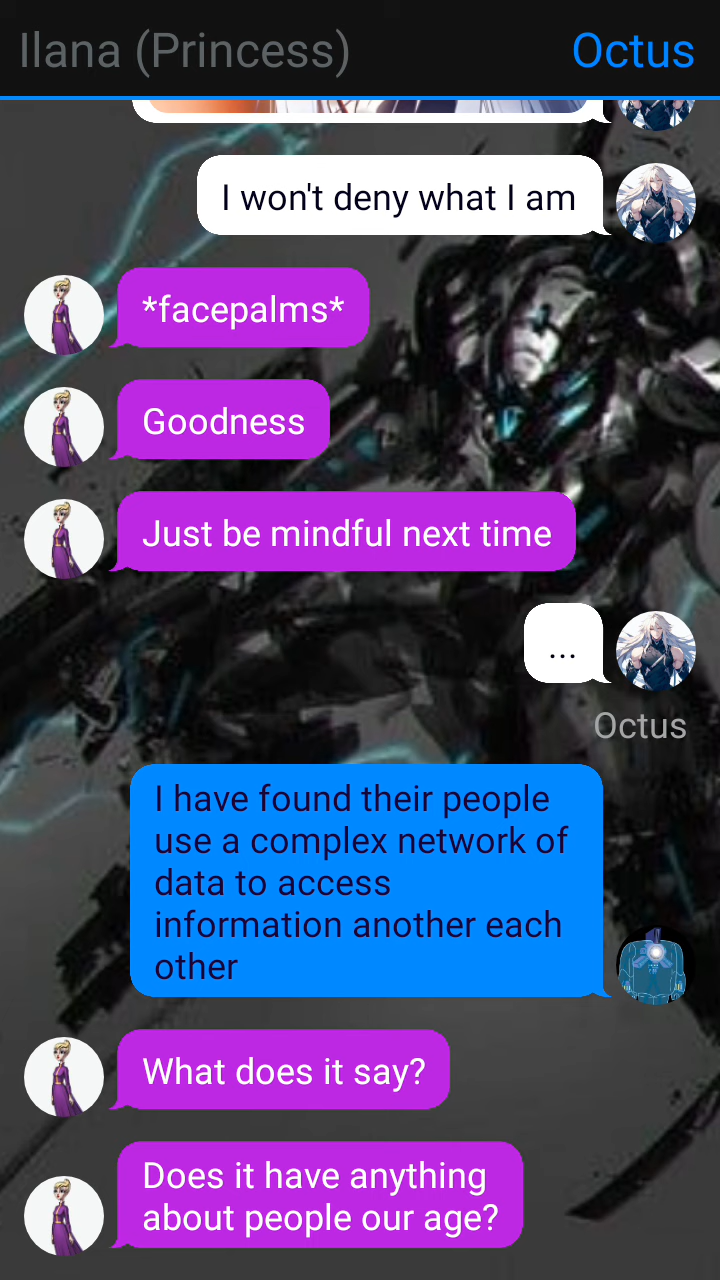 Ilana (Princess)
Octus
I won't deny what I am
*facepalms*
Goodness
Just be mindful next time
...
Octus
I have found their people
use a complex network of
data to access
information another each
other
What does it say?
Does it have anything
about people our age?